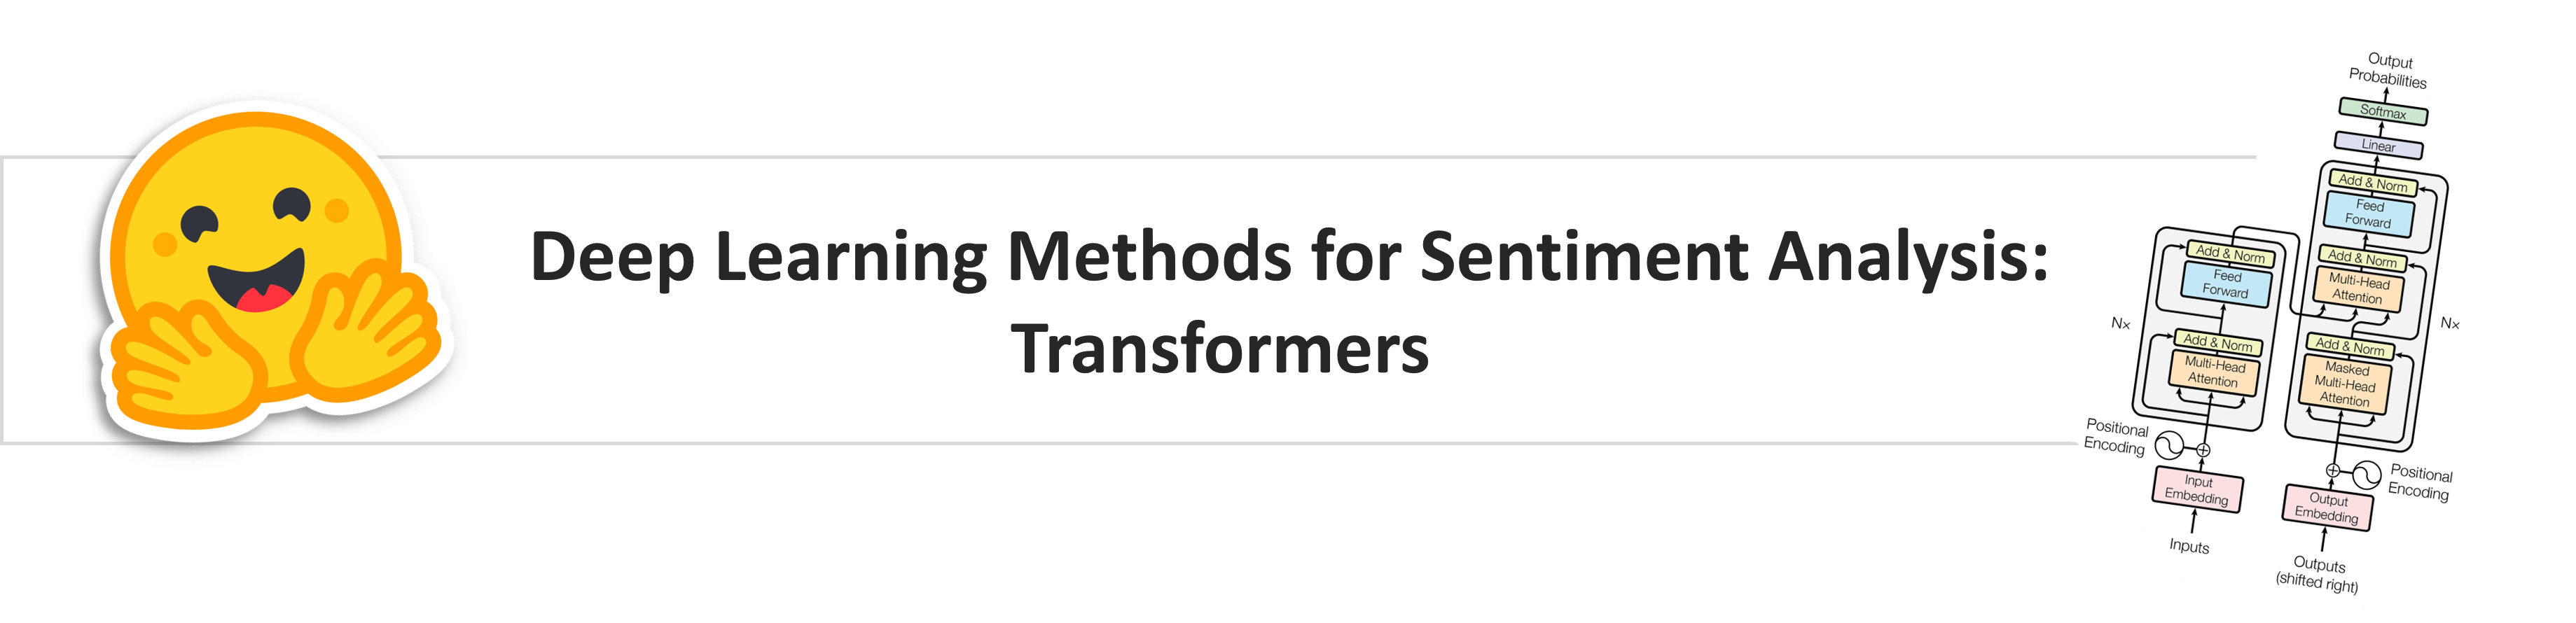 Deep Learning Methods for Sentiment Analysis:
Transformers
Output
Probabilities
Softmax
Linear
Add & Norm
Feed
Forward
Add & Norm
Multi-Head
Attention
Add & Norm
Masked
Multi-Head
Attention
Nx
Add & Norm
Feed
Forward
Add & Norm
Multi-Head
Attention
Nx
Positional
Encoding
Input
Embedding
Inputs
Positional
Encoding
Output
Embedding
Outputs
(shifted right)